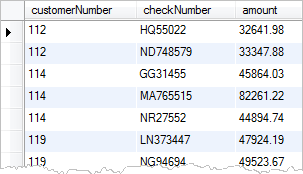 customerNumber checkNumber amount
112 HQ55022 32641.98
112 ND748579 33347.88
114 GG31455 45864.03
114 MA765515 82261.22
114 NR27552 44894.74
119 LN373447 47924.19
119 NG94694 49523.67